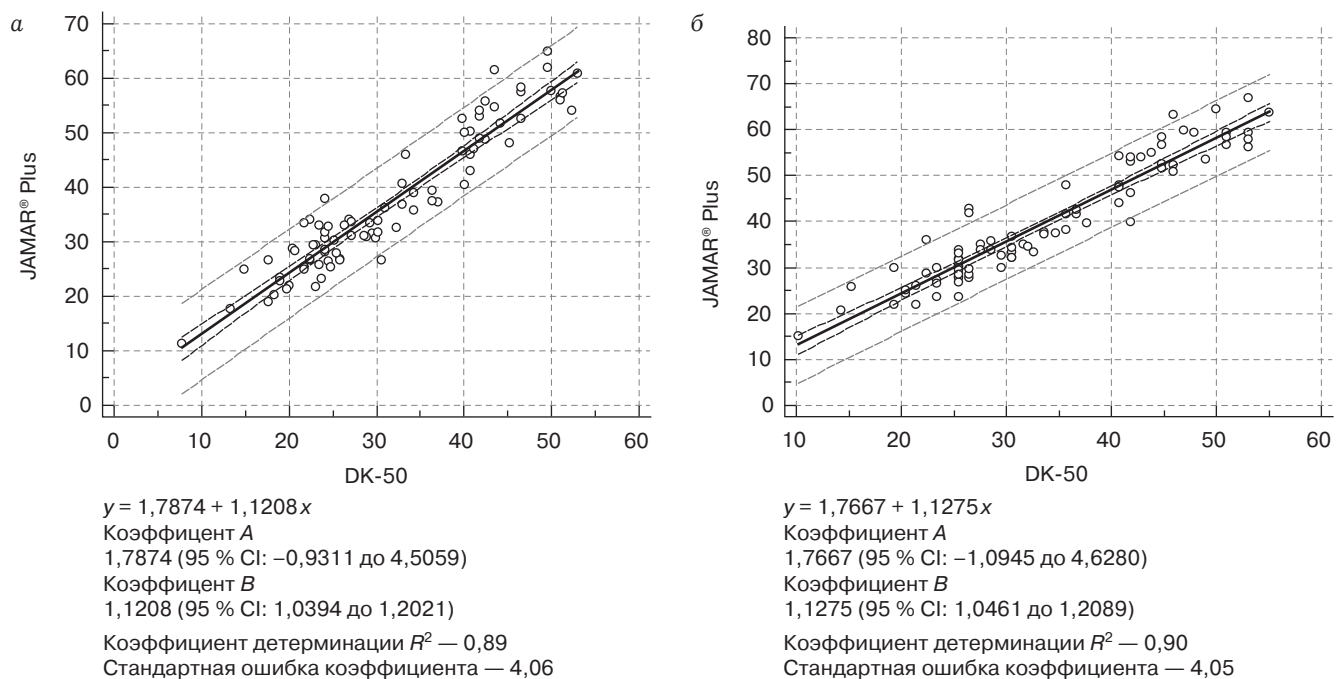 а
70
60
50
40
30
20
10
0
JAMAR® Plus
0 10 20 30 40 50 60
DK-50
y = 1,7874 + 1,1208x
Коэффицент A
1,7874 (95 % CI: −0,9311 до 4,5059)
Коэффицент B
1,1208 (95 % CI: 1,0394 до 1,2021)
Коэффициент детерминации R² — 0,89
Стандартная ошибка коэффициента — 4,06
б
80
70
60
50
40
30
20
10
0
JAMAR® Plus
10 20 30 40 50 60
DK-50
y = 1,7667 + 1,1275x
Коэффициент A
1,7667 (95 % CI: −1,0945 до 4,6280)
Коэффициент B
1,1275 (95 % CI: 1,0461 до 1,2089)
Коэффициент детерминации R² — 0,90
Стандартная ошибка коэффициента — 4,05